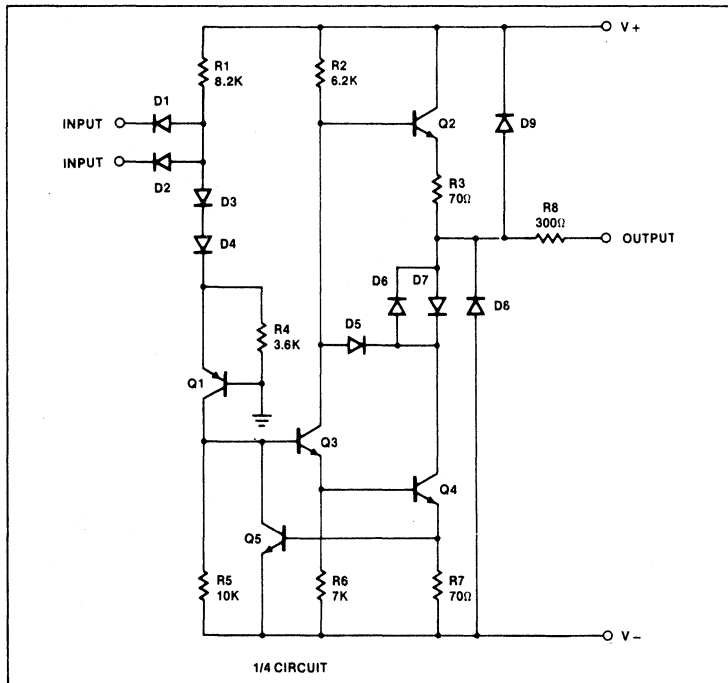 V+
R1
8.2K
R2
6.2K
D1
INPUT
Q2
D9
INPUT
D2
R3
70Ω
R8
300Ω
OUTPUT
D3
D4
D6
D7
D8
R4
3.6K
D5
Q1
Q3
Q4
Q5
R5
10K
R6
7K
R7
70Ω
V-
1/4 CIRCUIT